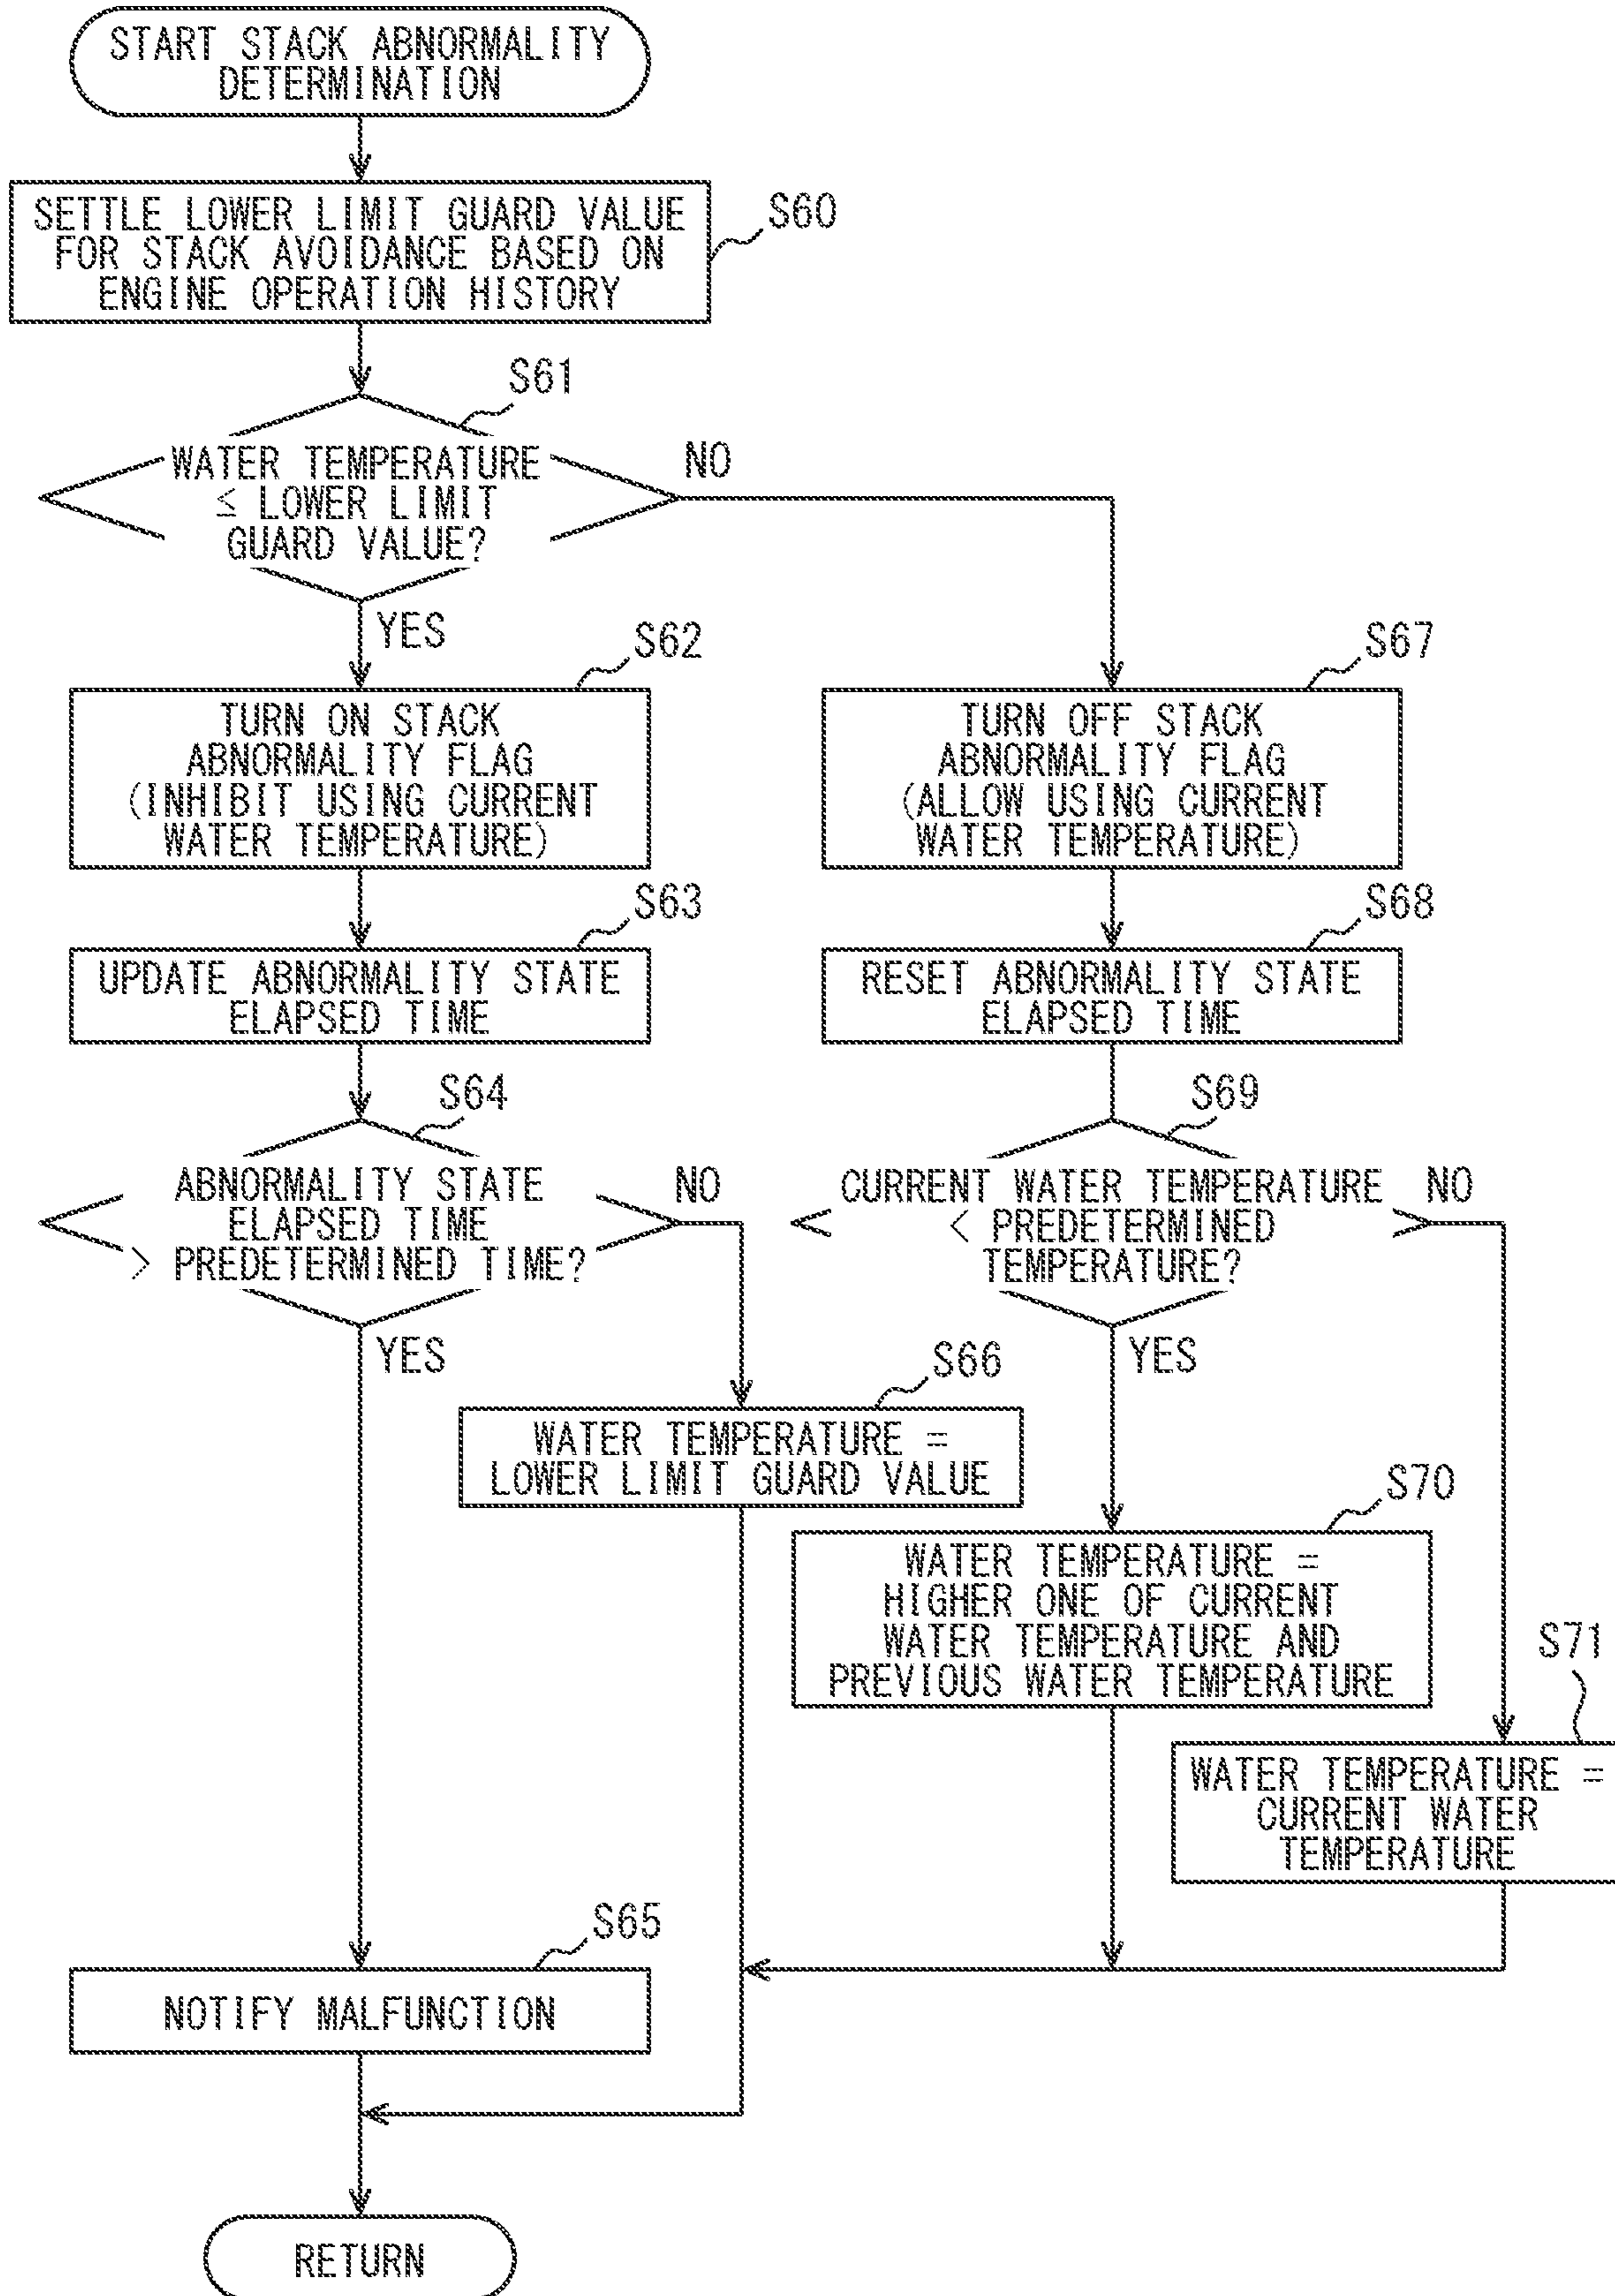 START STACK ABNORMALITY
DETERMINATION
SETTLE LOWER LIMIT GUARD VALUE
FOR STACK AVOIDANCE BASED ON
ENGINE OPERATION HISTORY
S60
S61
WATER TEMPERATURE
≤ LOWER LIMIT
GUARD VALUE?
NO
YES
S62
TURN ON STACK
ABNORMALITY FLAG
(INHIBIT USING CURRENT
WATER TEMPERATURE)
S67
TURN OFF STACK
ABNORMALITY FLAG
(ALLOW USING CURRENT
WATER TEMPERATURE)
S63
UPDATE ABNORMALITY STATE
ELAPSED TIME
S68
RESET ABNORMALITY STATE
ELAPSED TIME
S64
ABNORMALITY STATE
ELAPSED TIME
> PREDETERMINED TIME?
NO
YES
S69
CURRENT WATER TEMPERATURE
< PREDETERMINED
TEMPERATURE?
NO
YES
S66
WATER TEMPERATURE =
LOWER LIMIT GUARD VALUE
S70
WATER TEMPERATURE =
HIGHER ONE OF CURRENT
WATER TEMPERATURE AND
PREVIOUS WATER TEMPERATURE
S71
WATER TEMPERATURE =
CURRENT WATER
TEMPERATURE
S65
NOTIFY MALFUNCTION
RETURN